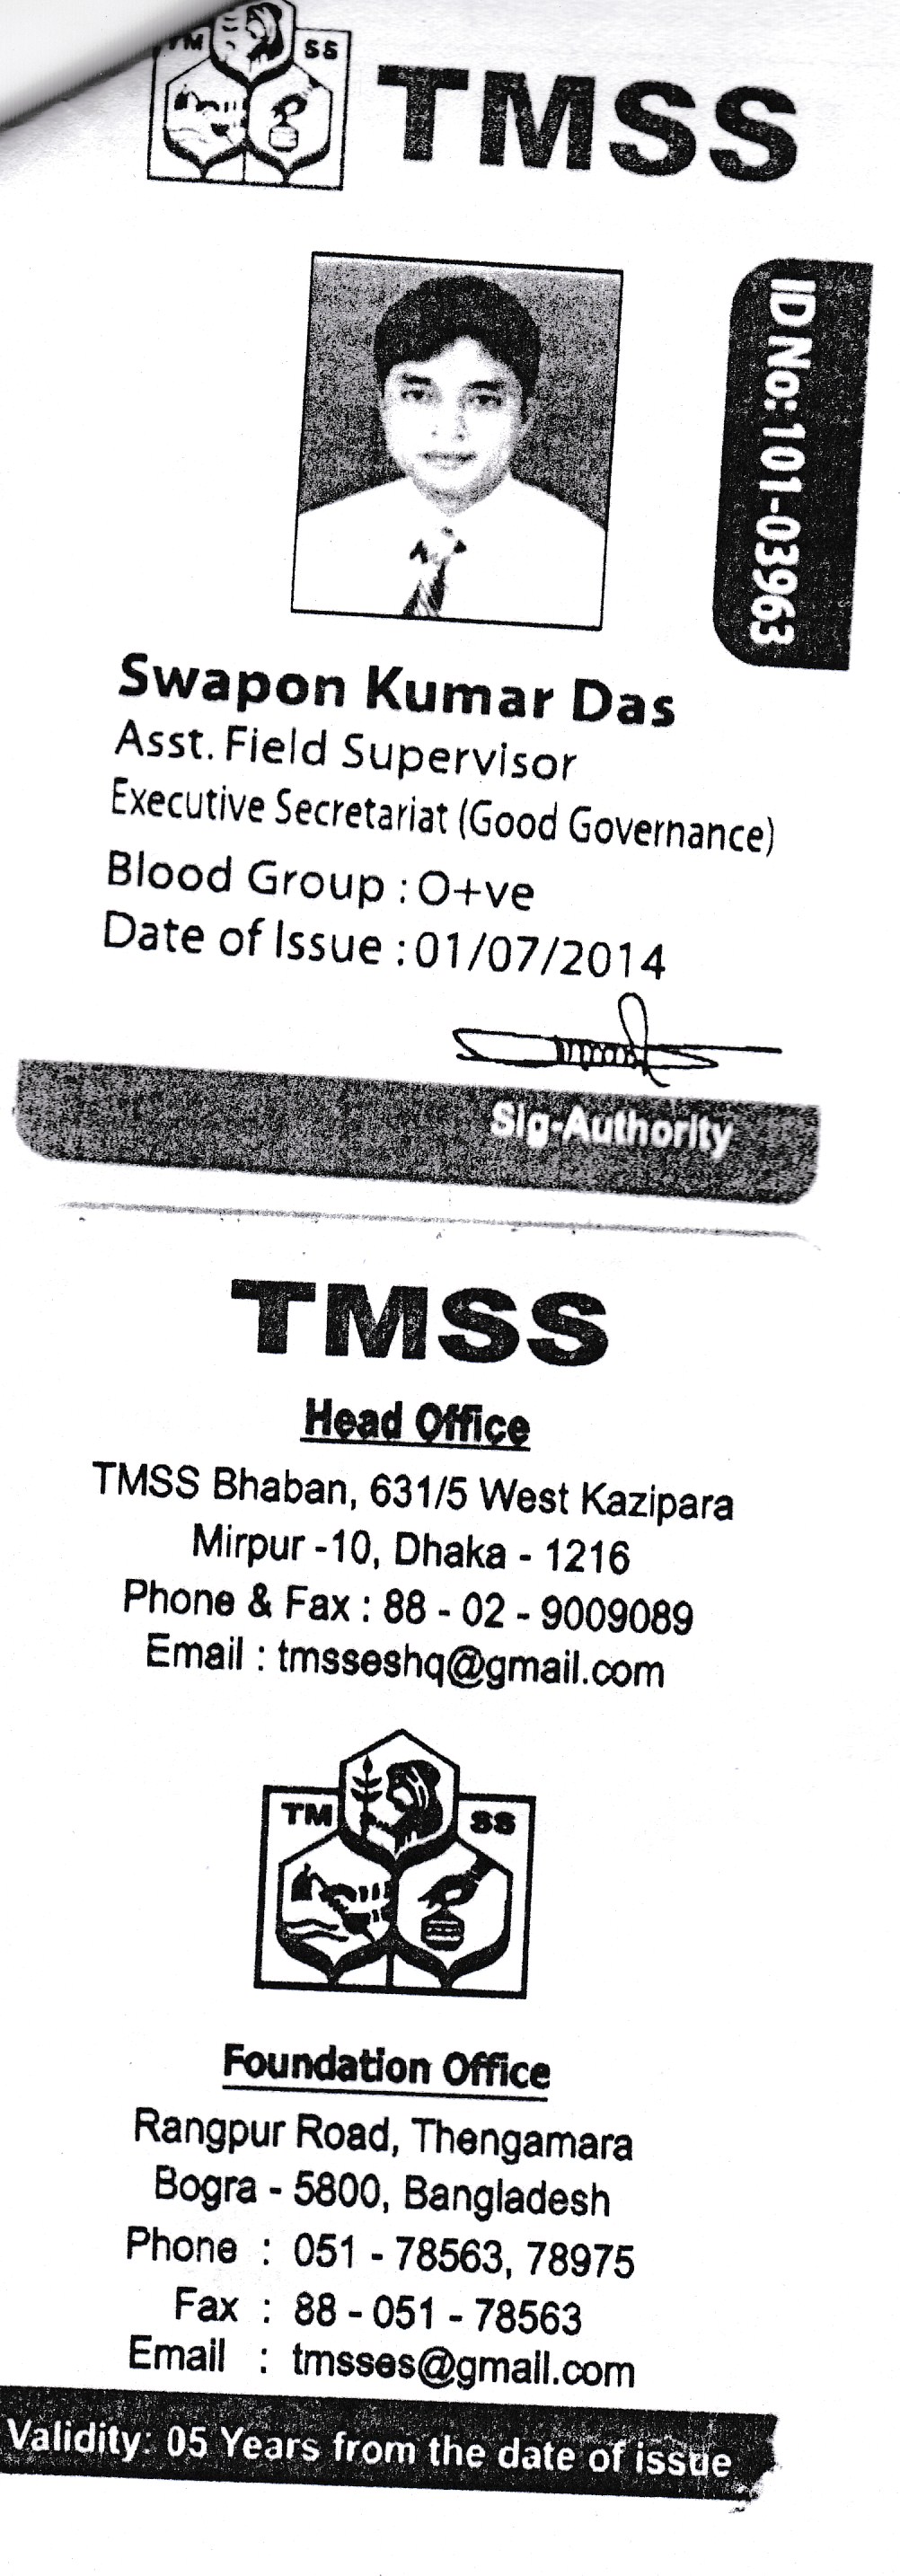 TM SS
TMSS
ID No: 101-03963
Swapon Kumar Das
Asst. Field Supervisor
Executive Secretariat (Good Governance)
Blood Group : O+ve
Date of Issue : 01/07/2014
Sig-Authority
TMSS
Head Office
TMSS Bhaban, 631/5 West Kazipara
Mirpur -10, Dhaka - 1216
Phone & Fax : 88 - 02 - 9009089
Email : tmsseshq@gmail.com
TM SS
Foundation Office
Rangpur Road, Thengamara
Bogra - 5800, Bangladesh
Phone : 051 - 78563, 78975
Fax : 88 - 051 - 78563
Email : tmsses@gmail.com
Validity: 05 Years from the date of issue